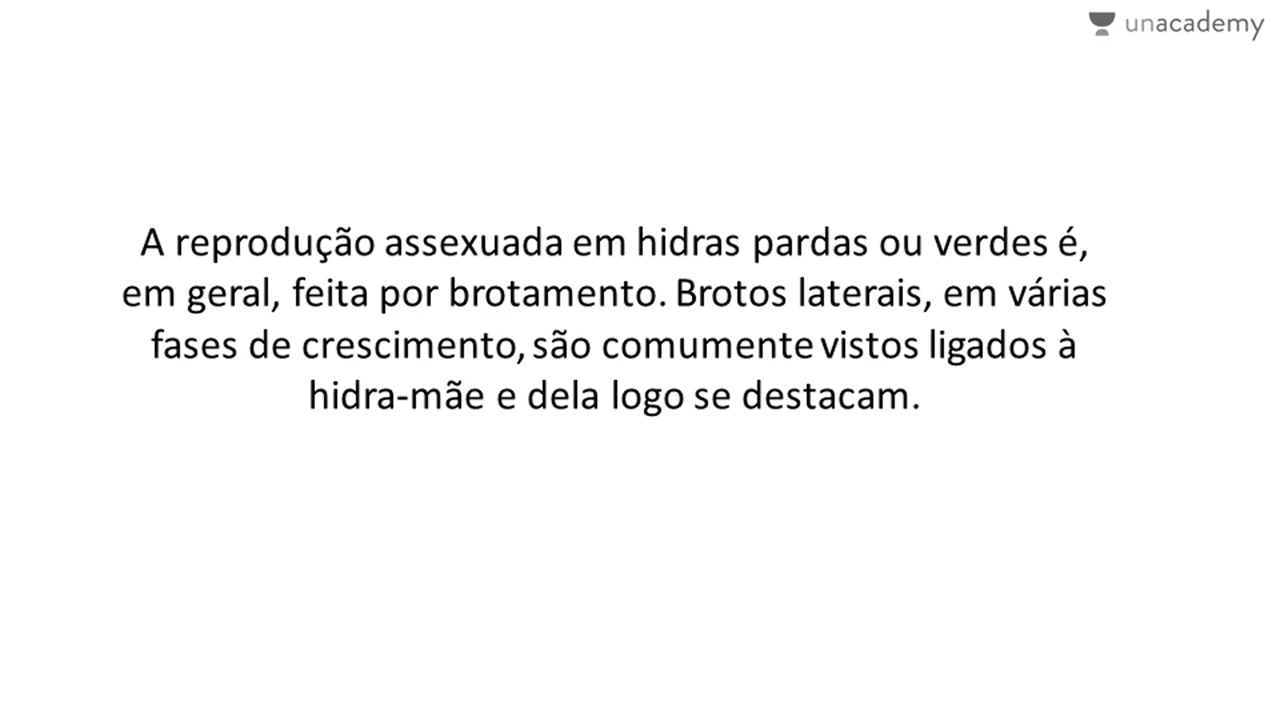 unacademy
A reprodução assexuada em hidras pardas ou verdes é,
em geral, feita por brotamento. Brotos laterais, em várias
fases de crescimento, são comumente vistos ligados à
hidra-mãe e dela logo se destacam.